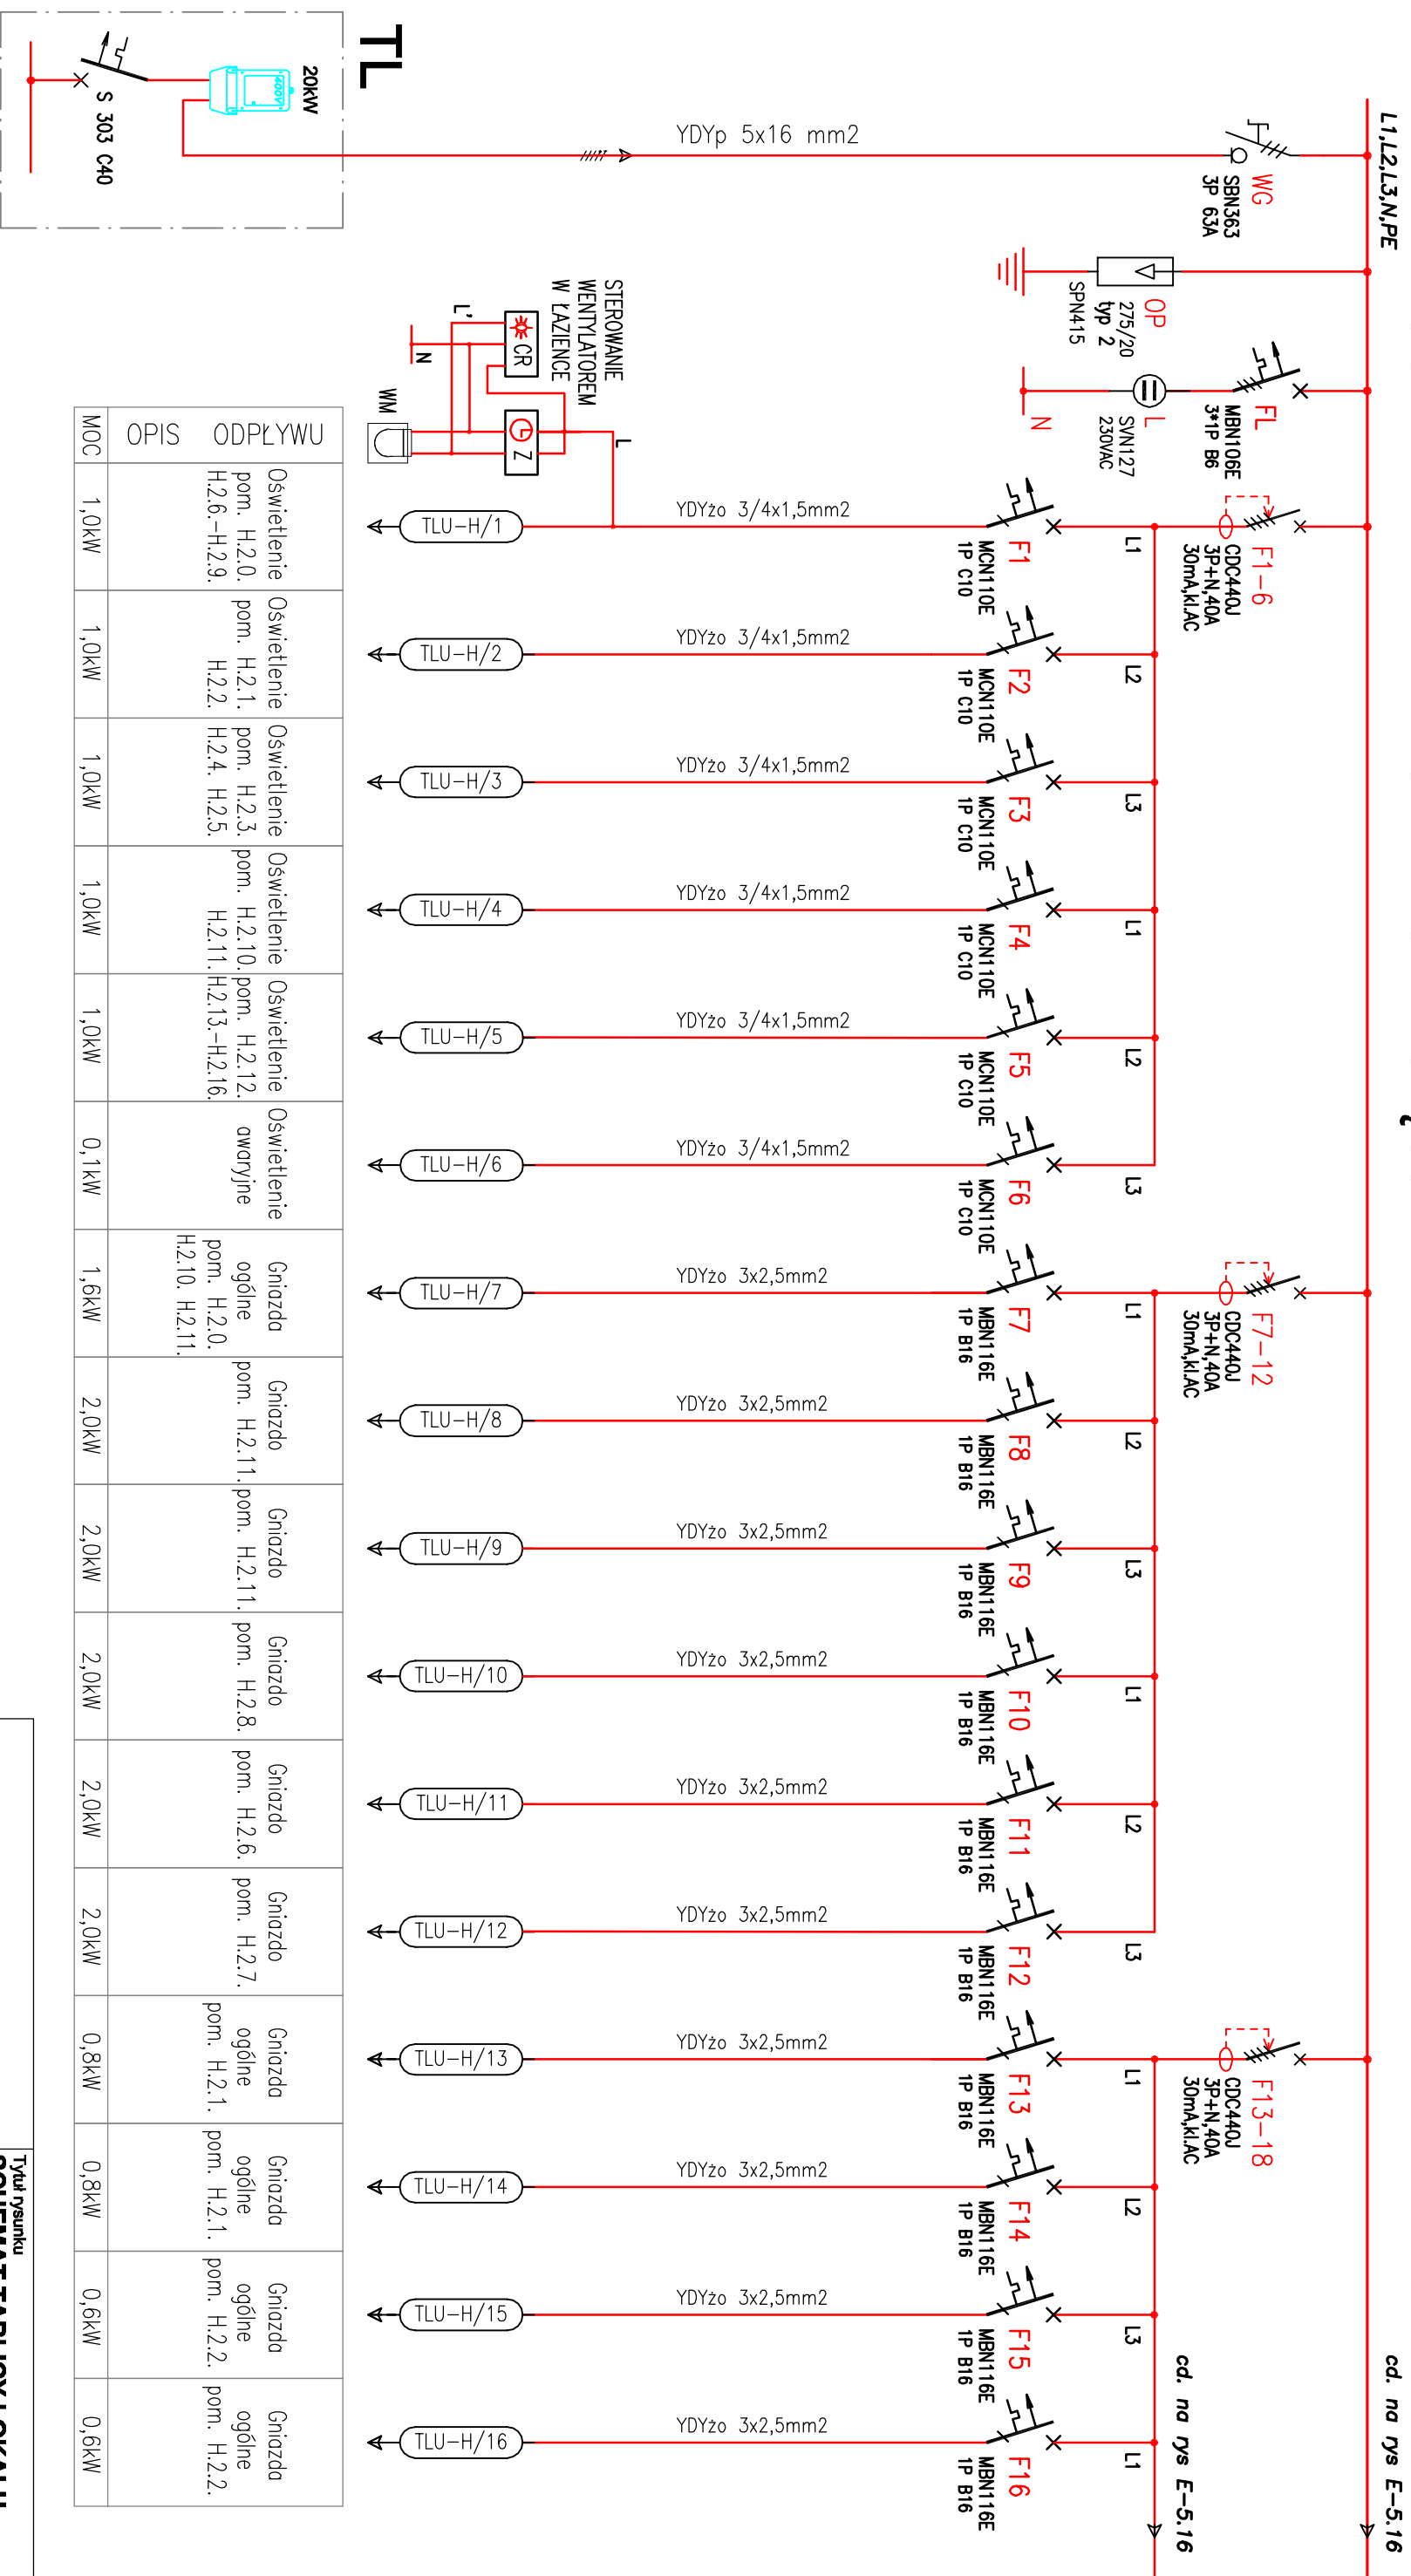 L1,L2,L3,N,PE
cd. na rys E-5.16
cd. na rys E-5.16
TL
20kW
400V
S 303 C40
YDYp 5x16 mm2
WG
SBN363
3P 63A
OP
275/20
typ 2
SPN415
FL
MBN106E
3*1P B6
L
SVN127
230VAC
N
F1-6
CDC440J
3P+N,40A
30mA,kl.AC
F7-12
CDC440J
3P+N,40A
30mA,kl.AC
F13-18
CDC440J
3P+N,40A
30mA,kl.AC
L1
L2
L3
L1
L2
L3
L1
L2
L3
L1
L2
L3
L1
L2
L3
L1
F1
MCN110E
1P C10
F2
MCN110E
1P C10
F3
MCN110E
1P C10
F4
MCN110E
1P C10
F5
MCN110E
1P C10
F6
MCN110E
1P C10
F7
MBN116E
1P B16
F8
MBN116E
1P B16
F9
MBN116E
1P B16
F10
MBN116E
1P B16
F11
MBN116E
1P B16
F12
MBN116E
1P B16
F13
MBN116E
1P B16
F14
MBN116E
1P B16
F15
MBN116E
1P B16
F16
MBN116E
1P B16
YDYżo 3/4x1,5mm2
YDYżo 3/4x1,5mm2
YDYżo 3/4x1,5mm2
YDYżo 3/4x1,5mm2
YDYżo 3/4x1,5mm2
YDYżo 3/4x1,5mm2
YDYżo 3x2,5mm2
YDYżo 3x2,5mm2
YDYżo 3x2,5mm2
YDYżo 3x2,5mm2
YDYżo 3x2,5mm2
YDYżo 3x2,5mm2
YDYżo 3x2,5mm2
YDYżo 3x2,5mm2
YDYżo 3x2,5mm2
YDYżo 3x2,5mm2
STEROWANIE
WENTYLATOREM
W ŁAZIENCE
L
CR
Z
L'
N
WM
TLU-H/1
TLU-H/2
TLU-H/3
TLU-H/4
TLU-H/5
TLU-H/6
TLU-H/7
TLU-H/8
TLU-H/9
TLU-H/10
TLU-H/11
TLU-H/12
TLU-H/13
TLU-H/14
TLU-H/15
TLU-H/16
ODPŁYWU
OPIS
Oświetlenie
pom. H.2.0.
H.2.6.-H.2.9.
Oświetlenie
pom. H.2.1.
H.2.2.
Oświetlenie
pom. H.2.3.
H.2.4. H.2.5.
Oświetlenie
pom. H.2.10.
H.2.11.
Oświetlenie
pom. H.2.12.
H.2.13.-H.2.16.
Oświetlenie
awaryjne
Gniazda
ogólne
pom. H.2.0.
H.2.10. H.2.11.
Gniazdo
pom. H.2.11.
Gniazdo
pom. H.2.11.
Gniazdo
pom. H.2.8.
Gniazdo
pom. H.2.6.
Gniazdo
pom. H.2.7.
Gniazda
ogólne
pom. H.2.1.
Gniazda
ogólne
pom. H.2.1.
Gniazda
ogólne
pom. H.2.2.
Gniazda
ogólne
pom. H.2.2.
MOC
1,0kW
1,0kW
1,0kW
1,0kW
1,0kW
0,1kW
1,6kW
2,0kW
2,0kW
2,0kW
2,0kW
2,0kW
0,8kW
0,8kW
0,6kW
0,6kW
Tytuł rysunku